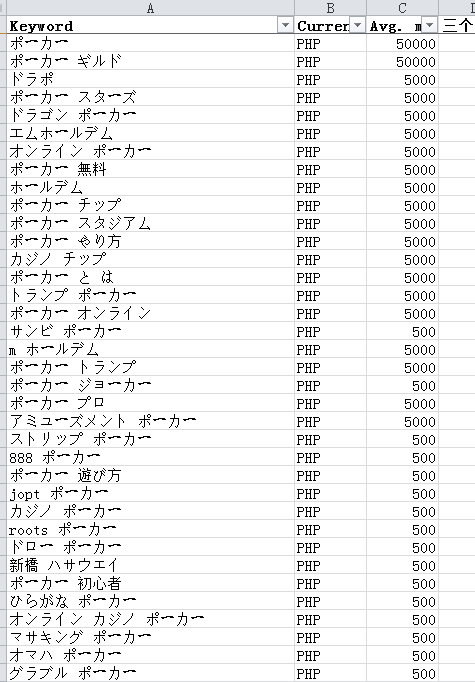 A B C D
Keyword Curren Avg. m 三个
ポーカー PHP 50000
ポーカー ギルド PHP 50000
ドラポ PHP 5000
ポーカー スターズ PHP 5000
ドラゴン ポーカー PHP 5000
エムホールデム PHP 5000
オンライン ポーカー PHP 5000
ポーカー 無料 PHP 5000
ホールデム PHP 5000
ポーカー チップ PHP 5000
ポーカー スタジアム PHP 5000
ポーカー やり方 PHP 5000
カジノ チップ PHP 5000
ポーカー と は PHP 5000
トランプ ポーカー PHP 5000
ポーカー オンライン PHP 5000
サンビ ポーカー PHP 500
m ホールデム PHP 5000
ポーカー トランプ PHP 5000
ポーカー ジョーカー PHP 500
ポーカー プロ PHP 5000
アミューズメント ポーカー PHP 5000
ストリップ ポーカー PHP 500
888 ポーカー PHP 500
ポーカー 遊び方 PHP 500
jopt ポーカー PHP 500
カジノ ポーカー PHP 500
roots ポーカー PHP 500
ドロー ポーカー PHP 500
新橋 ハサウエイ PHP 500
ポーカー 初心者 PHP 500
ひらがな ポーカー PHP 500
オンライン カジノ ポーカー PHP 500
マサキング ポーカー PHP 500
オマハ ポーカー PHP 500
グラブル ポーカー PHP 500